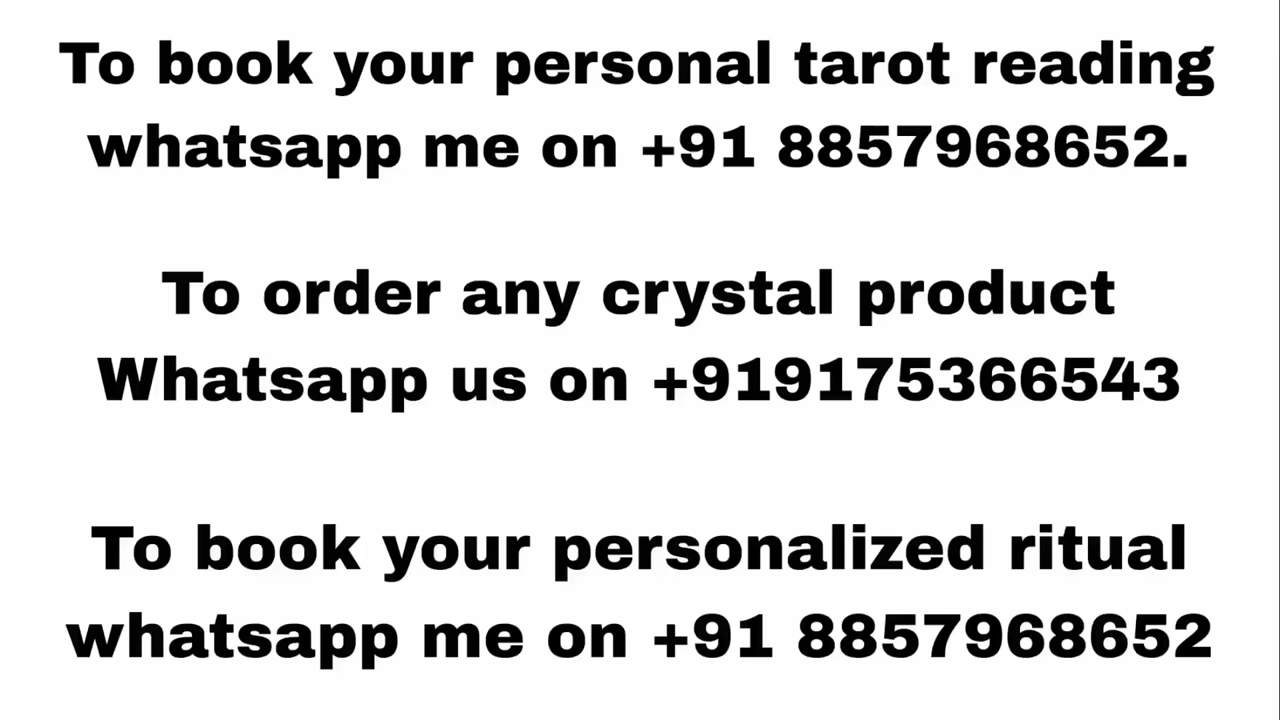 To book your personal tarot reading
whatsapp me on +91 8857968652.
To order any crystal product
Whatsapp us on +919175366543
To book your personalized ritual
whatsapp me on +91 8857968652